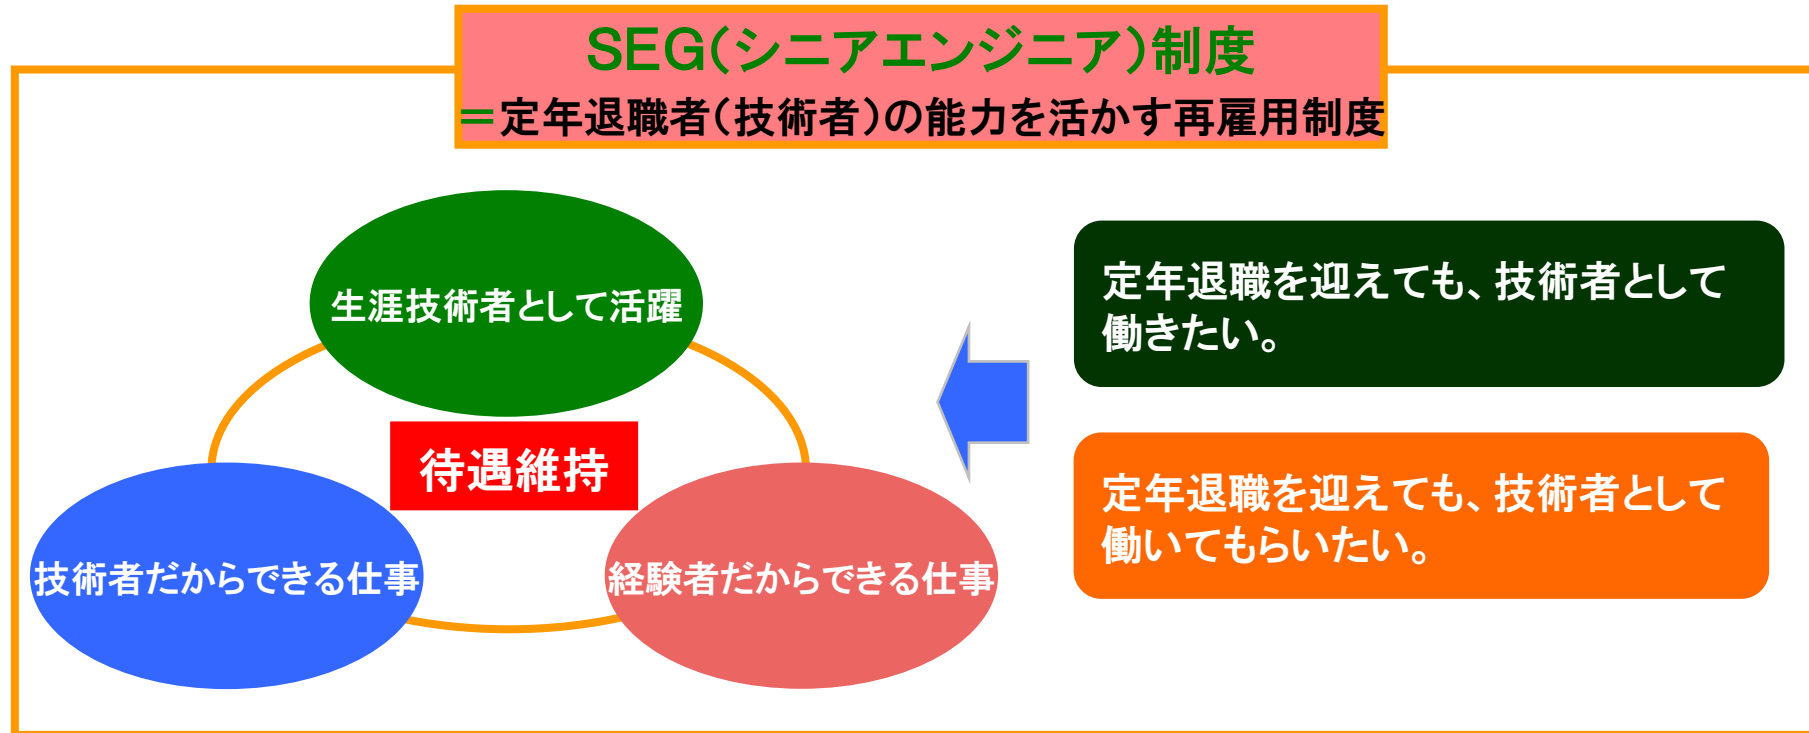 SEG(シニアエンジニア)制度
＝定年退職者(技術者)の能力を活かす再雇用制度
生涯技術者として活躍
待遇維持
技術者だからできる仕事
経験者だからできる仕事
定年退職を迎えても、技術者として
働きたい。
定年退職を迎えても、技術者として
働いてもらいたい。